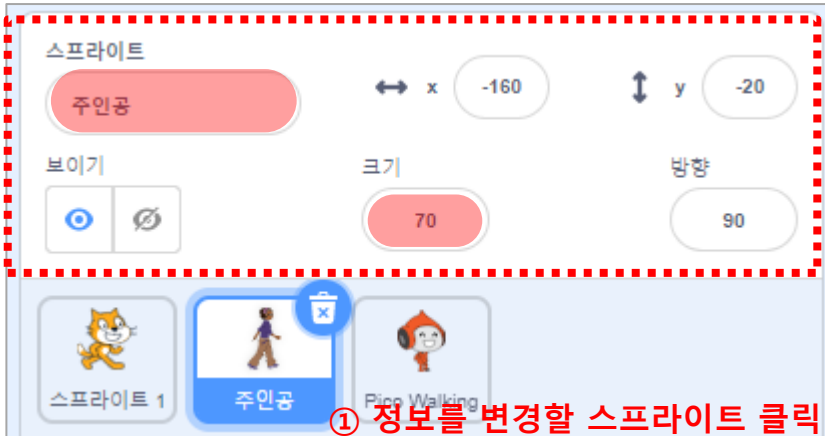 스프라이트
주인공
x -160
y -20
보이기
크기
방향
70
90
스프라이트 1
주인공
Pico Walking
① 정보를 변경할 스프라이트 클릭